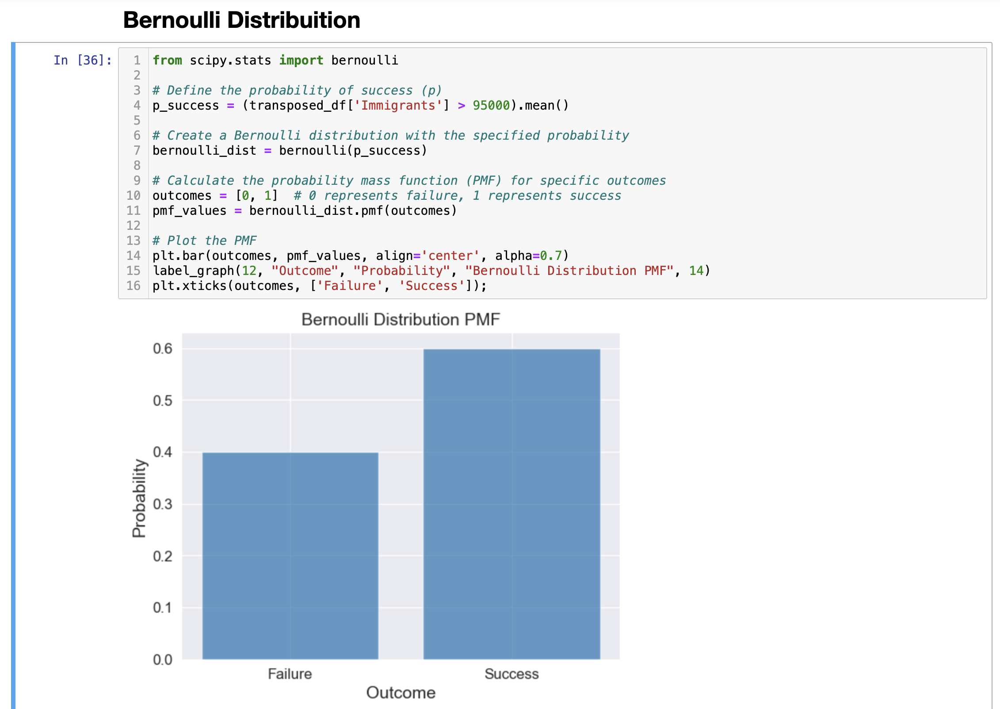 Bernoulli Distribuition
In [36]:
1 from scipy.stats import bernoulli
2
3 # Define the probability of success (p)
4 p_success = (transposed_df['Immigrants'] > 95000).mean()
5
6 # Create a Bernoulli distribution with the specified probability
7 bernoulli_dist = bernoulli(p_success)
8
9 # Calculate the probability mass function (PMF) for specific outcomes
10 outcomes = [0, 1]  # 0 represents failure, 1 represents success
11 pmf_values = bernoulli_dist.pmf(outcomes)
12
13 # Plot the PMF
14 plt.bar(outcomes, pmf_values, align='center', alpha=0.7)
15 label_graph(12, "Outcome", "Probability", "Bernoulli Distribution PMF", 14)
16 plt.xticks(outcomes, ['Failure', 'Success']);
Bernoulli Distribution PMF
Probability
0.6
0.5
0.4
0.3
0.2
0.1
0.0
Failure Success
Outcome